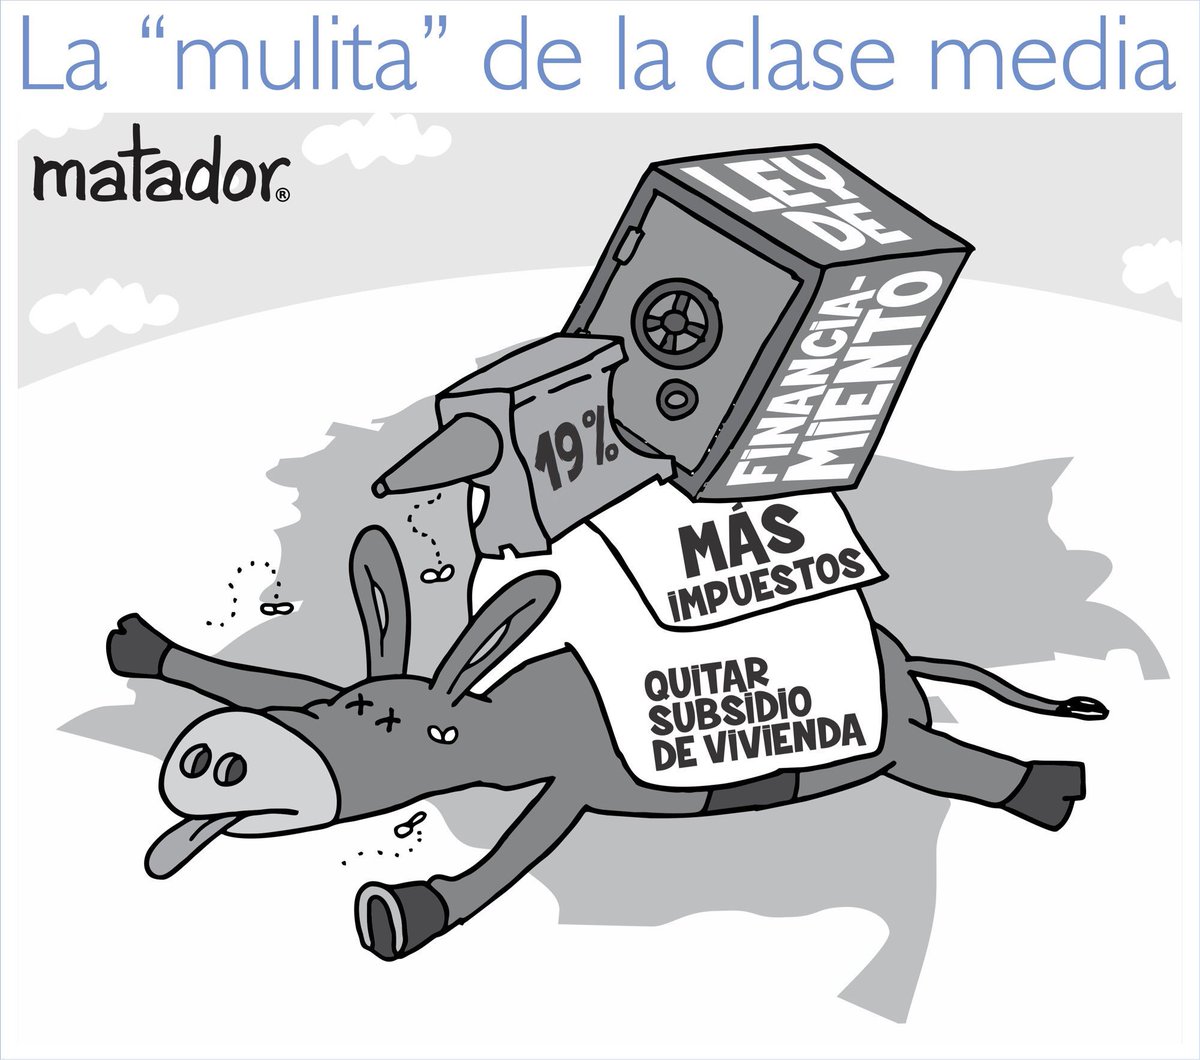 La “mulita” de la clase media
matador®
LEY
DE
FINANCIA-
MIENTO
19%
MÁS
IMPUESTOS
QUITAR
SUBSIDIO
DE VIVIENDA